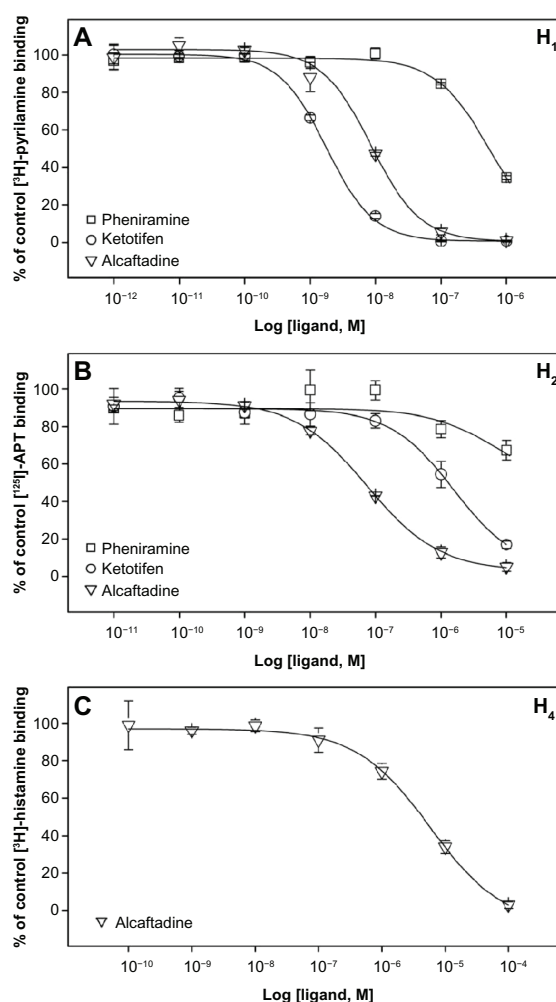 A
H₁
% of control [³H]-pyrilamine binding
100
80
60
40
20
0
Pheniramine
Ketotifen
Alcaftadine
10⁻¹² 10⁻¹¹ 10⁻¹⁰ 10⁻⁹ 10⁻⁸ 10⁻⁷ 10⁻⁶
Log [ligand, M]
B
H₂
% of control [¹²⁵I]-APT binding
100
80
60
40
20
0
Pheniramine
Ketotifen
Alcaftadine
10⁻¹¹ 10⁻¹⁰ 10⁻⁹ 10⁻⁸ 10⁻⁷ 10⁻⁶ 10⁻⁵
Log [ligand, M]
C
H₄
% of control [³H]-histamine binding
100
80
60
40
20
0
Alcaftadine
10⁻¹⁰ 10⁻⁹ 10⁻⁸ 10⁻⁷ 10⁻⁶ 10⁻⁵ 10⁻⁴
Log [ligand, M]